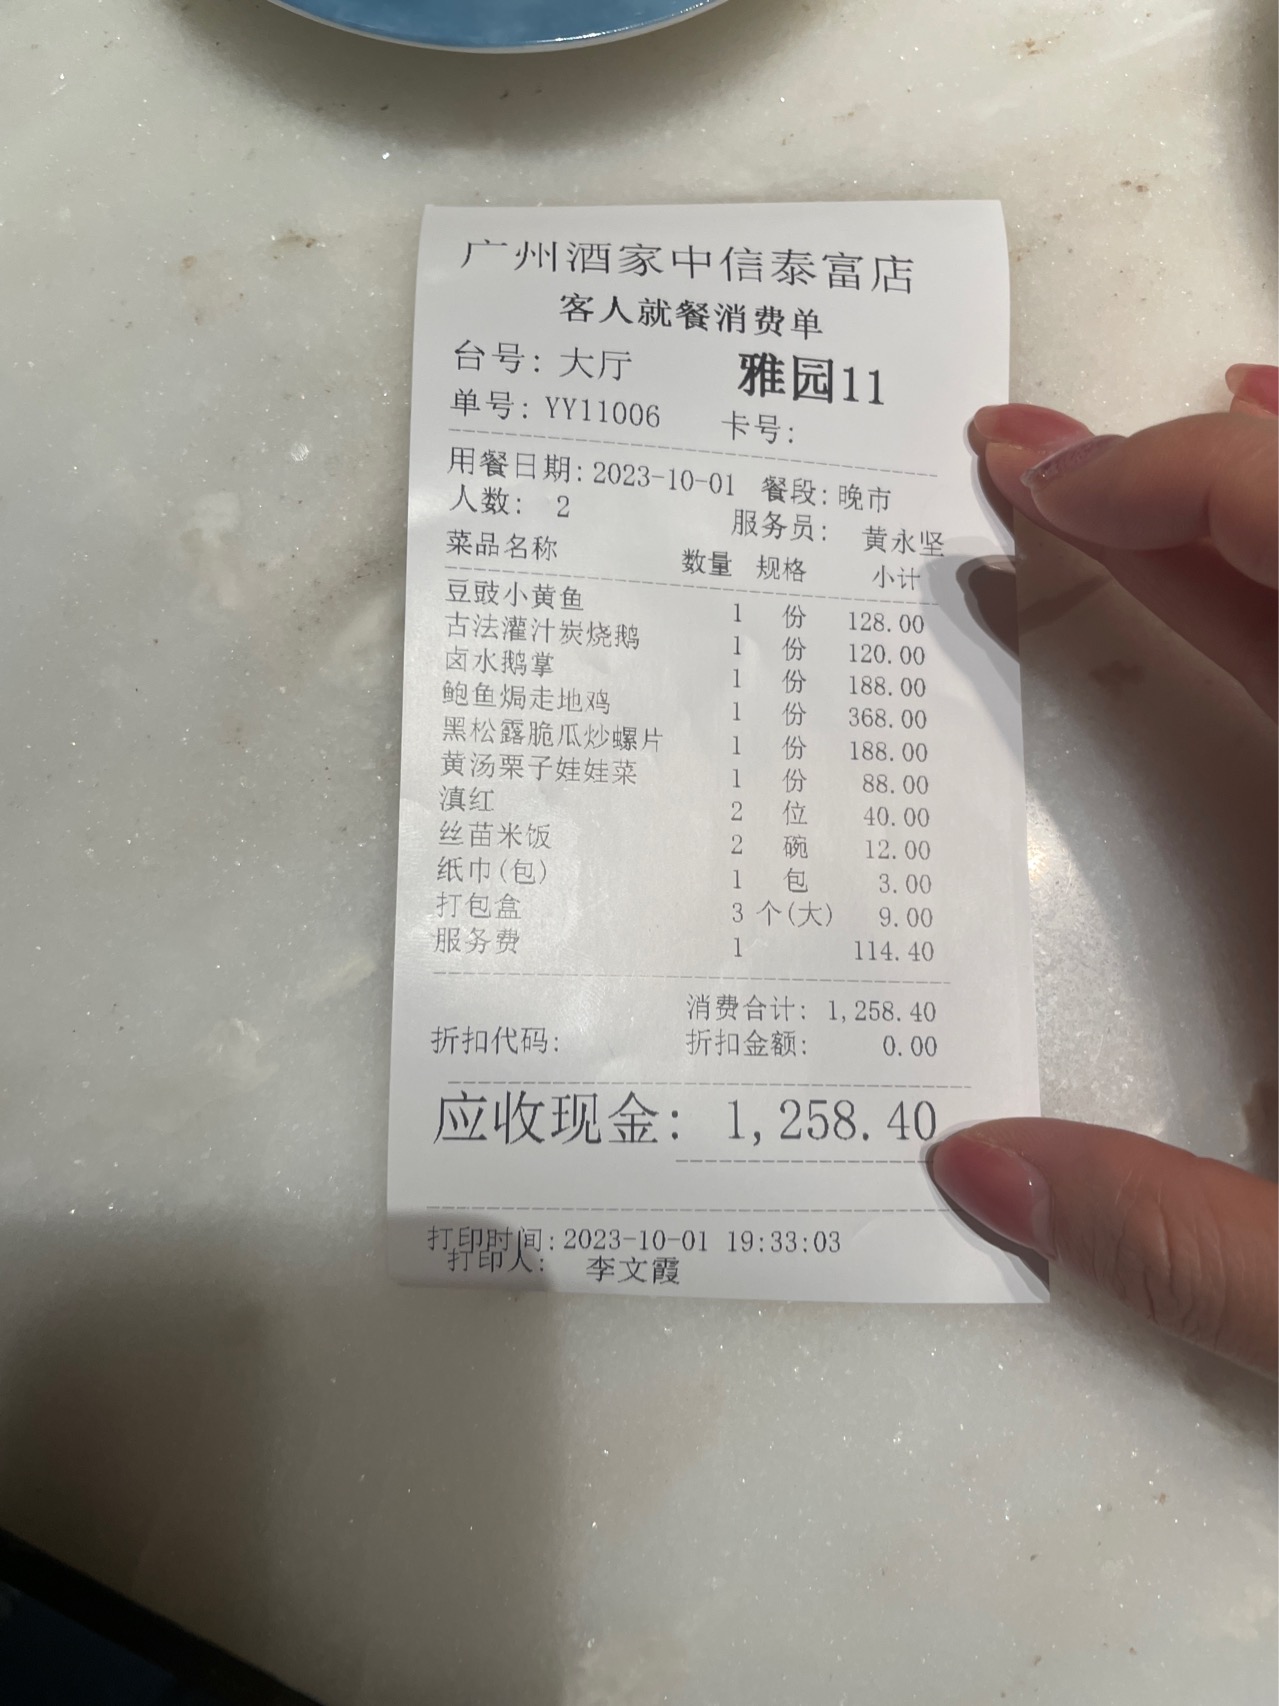 广州酒家中信泰富店
客人就餐消费单
台号: 大厅 雅园11
单号: YY11006 卡号:
用餐日期: 2023-10-01 餐段: 晚市
人数: 2 服务员: 黄永坚
菜品名称 数量 规格 小计
豆豉小黄鱼 1 份 128.00
古法灌汁炭烧鹅 1 份 120.00
卤水鹅掌 1 份 188.00
鲍鱼焗走地鸡 1 份 368.00
黑松露脆瓜炒螺片 1 份 188.00
黄汤栗子娃娃菜 1 份 88.00
滇红 2 位 40.00
丝苗米饭 2 碗 12.00
纸巾(包) 1 包 3.00
打包盒 3 个(大) 9.00
服务费 1 114.40
消费合计: 1,258.40
折扣代码: 折扣金额: 0.00
应收现金: 1,258.40
打印时间: 2023-10-01 19:33:03
打印人: 李文霞